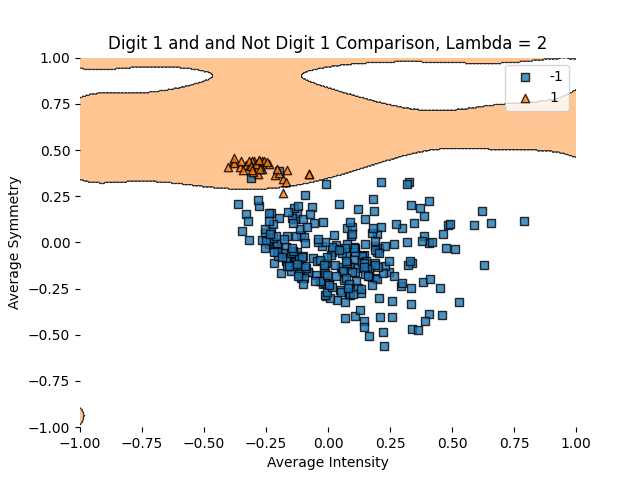 Digit 1 and and Not Digit 1 Comparison, Lambda = 2
1.00
0.75
0.50
0.25
0.00
−0.25
−0.50
−0.75
−1.00
Average Symmetry
-1
1
−1.00 −0.75 −0.50 −0.25 0.00 0.25 0.50 0.75 1.00
Average Intensity